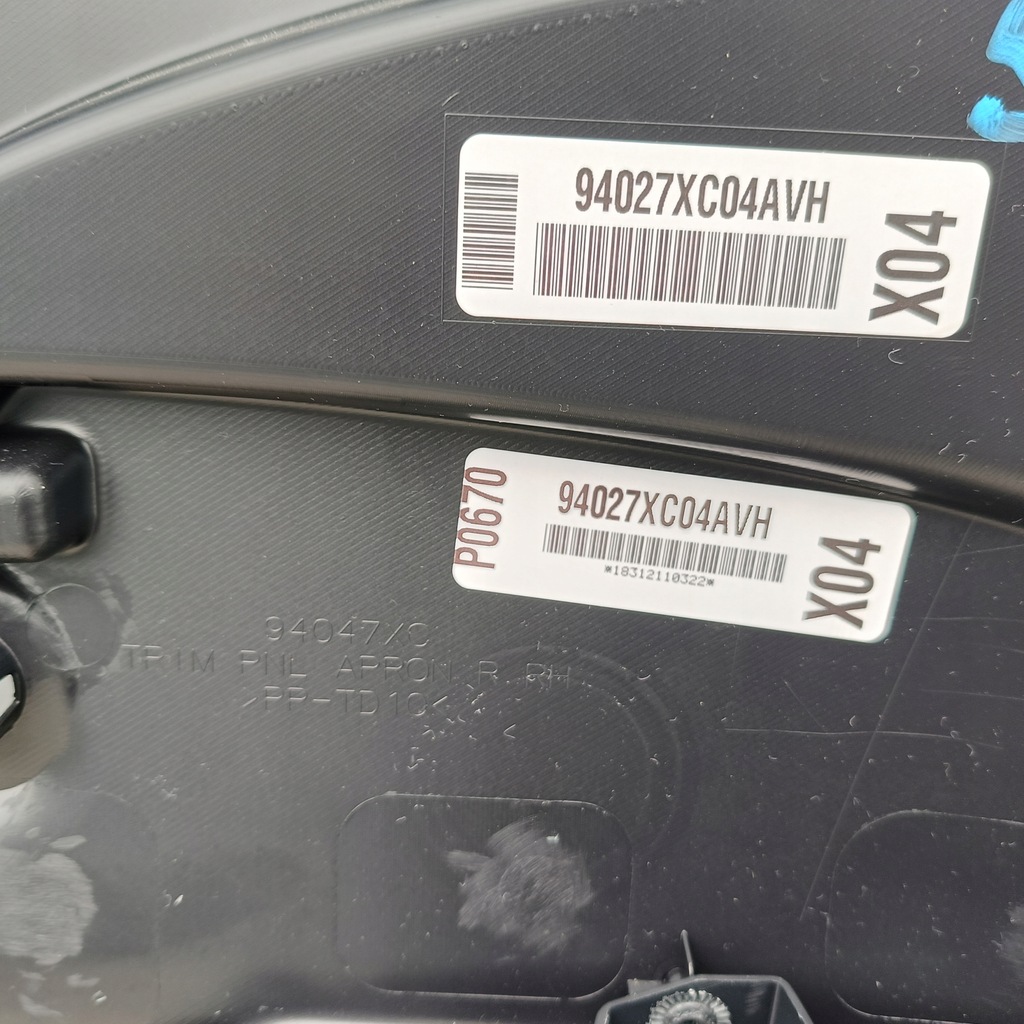 94027XC04AVH
X04
P0670
94027XC04AVH
*18312110322*
X04
94047XC
TRIM PNL APRON R RH
>PP-TD10<